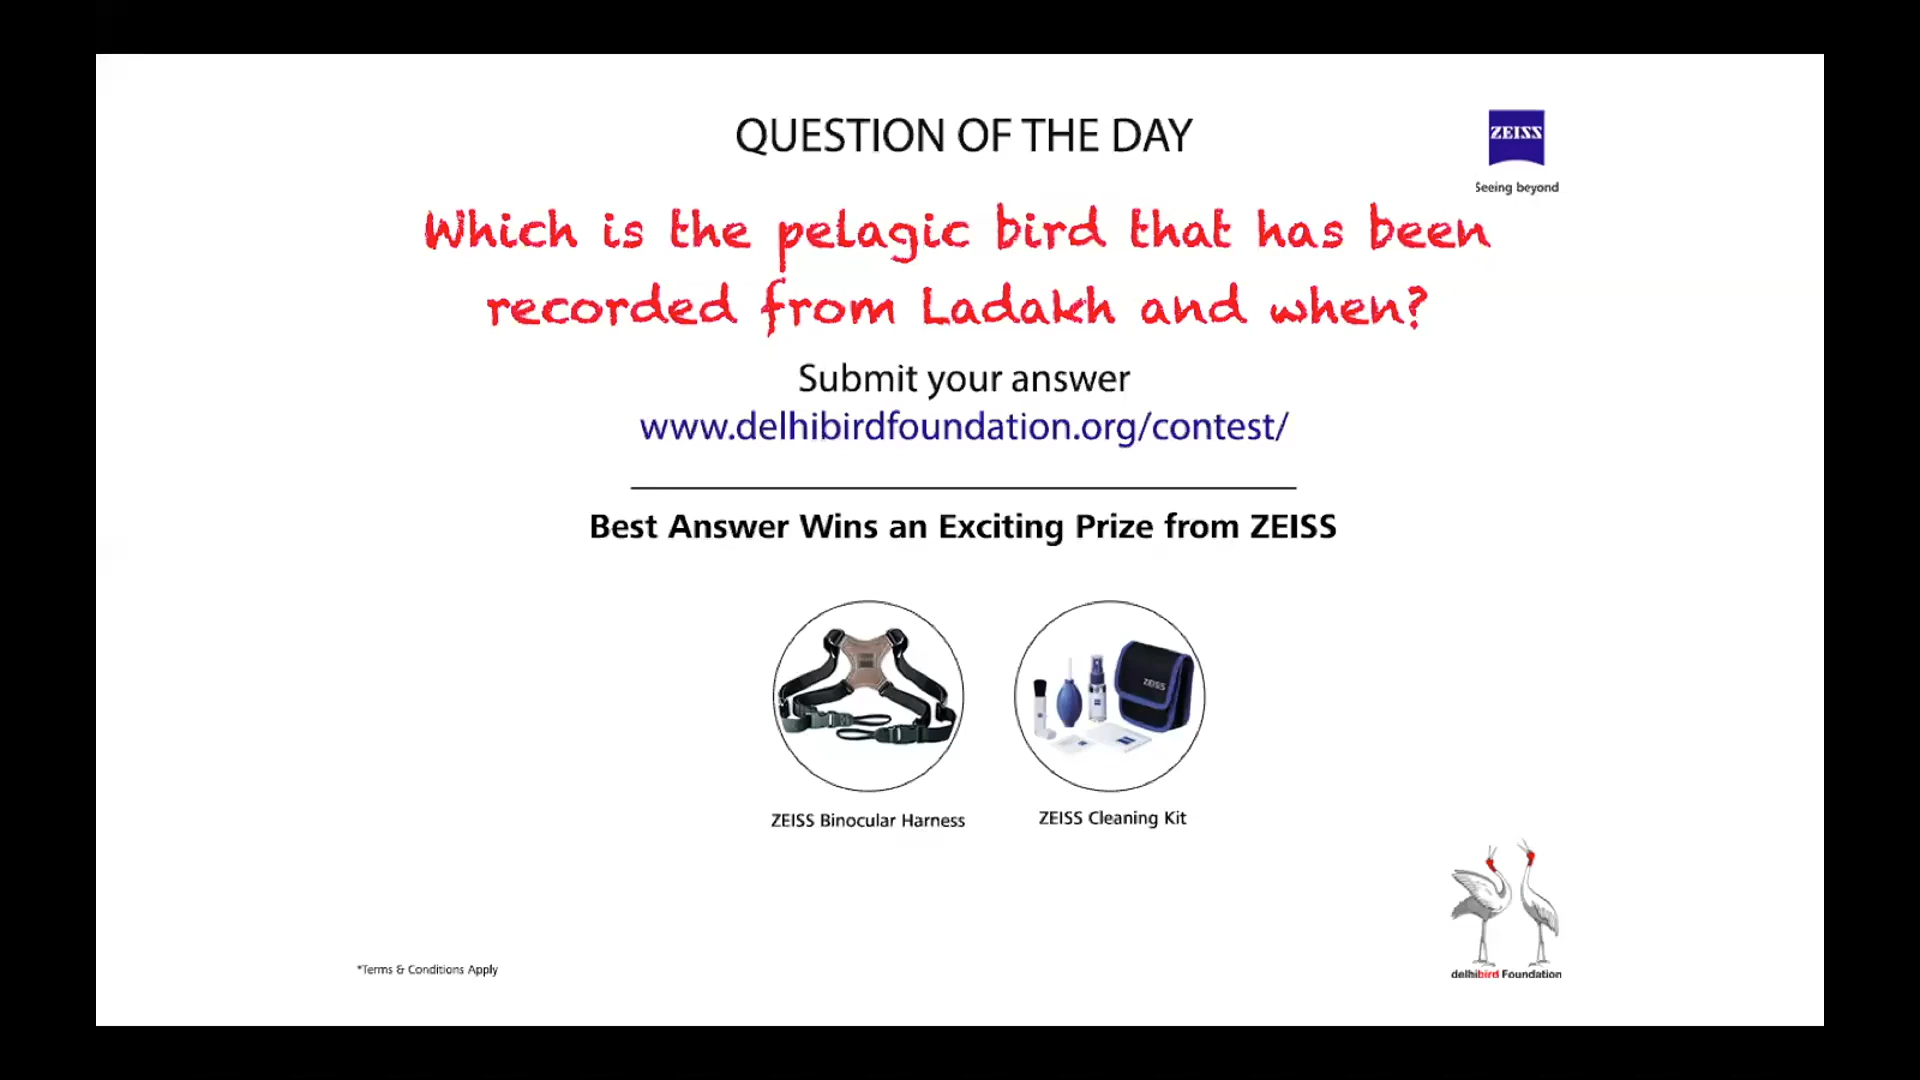 QUESTION OF THE DAY
ZEISS
Seeing beyond
Which is the pelagic bird that has been
recorded from Ladakh and when?
Submit your answer
www.delhibirdfoundation.org/contest/
Best Answer Wins an Exciting Prize from ZEISS
ZEISS
ZEISS Binocular Harness
ZEISS Cleaning Kit
*Terms & Conditions Apply
delhibird Foundation